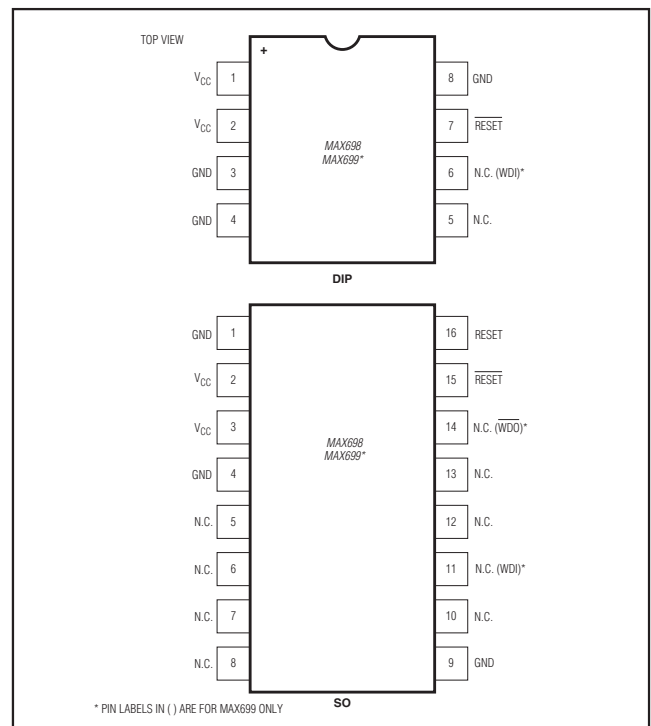 TOP VIEW
+
VCC 1
8 GND
VCC 2
7 RESET
GND 3
6 N.C. (WDI)*
GND 4
5 N.C.
MAX698
MAX699*
DIP
GND 1
16 RESET
VCC 2
15 RESET
VCC 3
14 N.C. (WDO)*
GND 4
13 N.C.
N.C. 5
12 N.C.
N.C. 6
11 N.C. (WDI)*
N.C. 7
10 N.C.
N.C. 8
9 GND
MAX698
MAX699*
SO
* PIN LABELS IN ( ) ARE FOR MAX699 ONLY